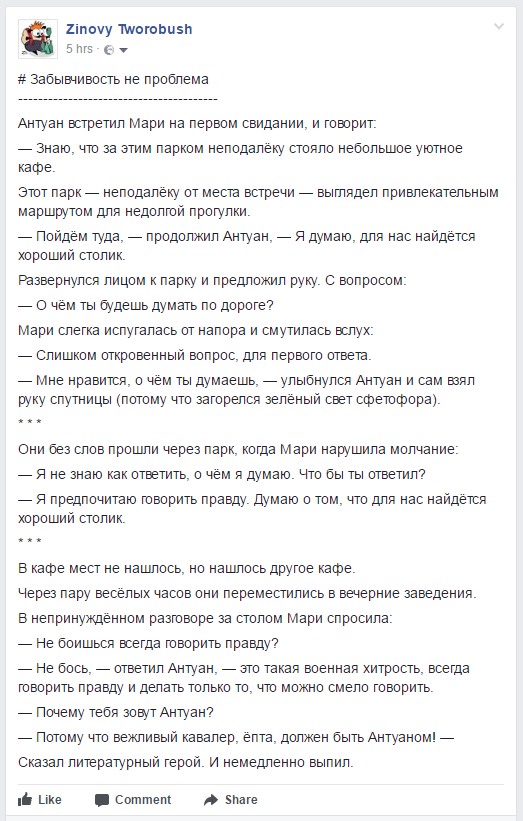 Zinovy Tworobush
5 hrs ·
# Забывчивость не проблема
----------------------------------------
Антуан встретил Мари на первом свидании, и говорит:
— Знаю, что за этим парком неподалёку стояло небольшое уютное
кафе.
Этот парк — неподалёку от места встречи — выглядел привлекательным
маршрутом для недолгой прогулки.
— Пойдём туда, — продолжил Антуан, — Я думаю, для нас найдётся
хороший столик.
Развернулся лицом к парку и предложил руку. С вопросом:
— О чём ты будешь думать по дороге?
Мари слегка испугалась от напора и смутилась вслух:
— Слишком откровенный вопрос, для первого ответа.
— Мне нравится, о чём ты думаешь, — улыбнулся Антуан и сам взял
руку спутницы (потому что загорелся зелёный свет сфетофора).
* * *
Они без слов прошли через парк, когда Мари нарушила молчание:
— Я не знаю как ответить, о чём я думаю. Что бы ты ответил?
— Я предпочитаю говорить правду. Думаю о том, что для нас найдётся
хороший столик.
* * *
В кафе мест не нашлось, но нашлось другое кафе.
Через пару весёлых часов они переместились в вечерние заведения.
В непринуждённом разговоре за столом Мари спросила:
— Не боишься всегда говорить правду?
— Не бось, — ответил Антуан, — это такая военная хитрость, всегда
говорить правду и делать только то, что можно смело говорить.
— Почему тебя зовут Антуан?
— Потому что вежливый кавалер, ёпта, должен быть Антуаном! —
Сказал литературный герой. И немедленно выпил.
Like Comment Share